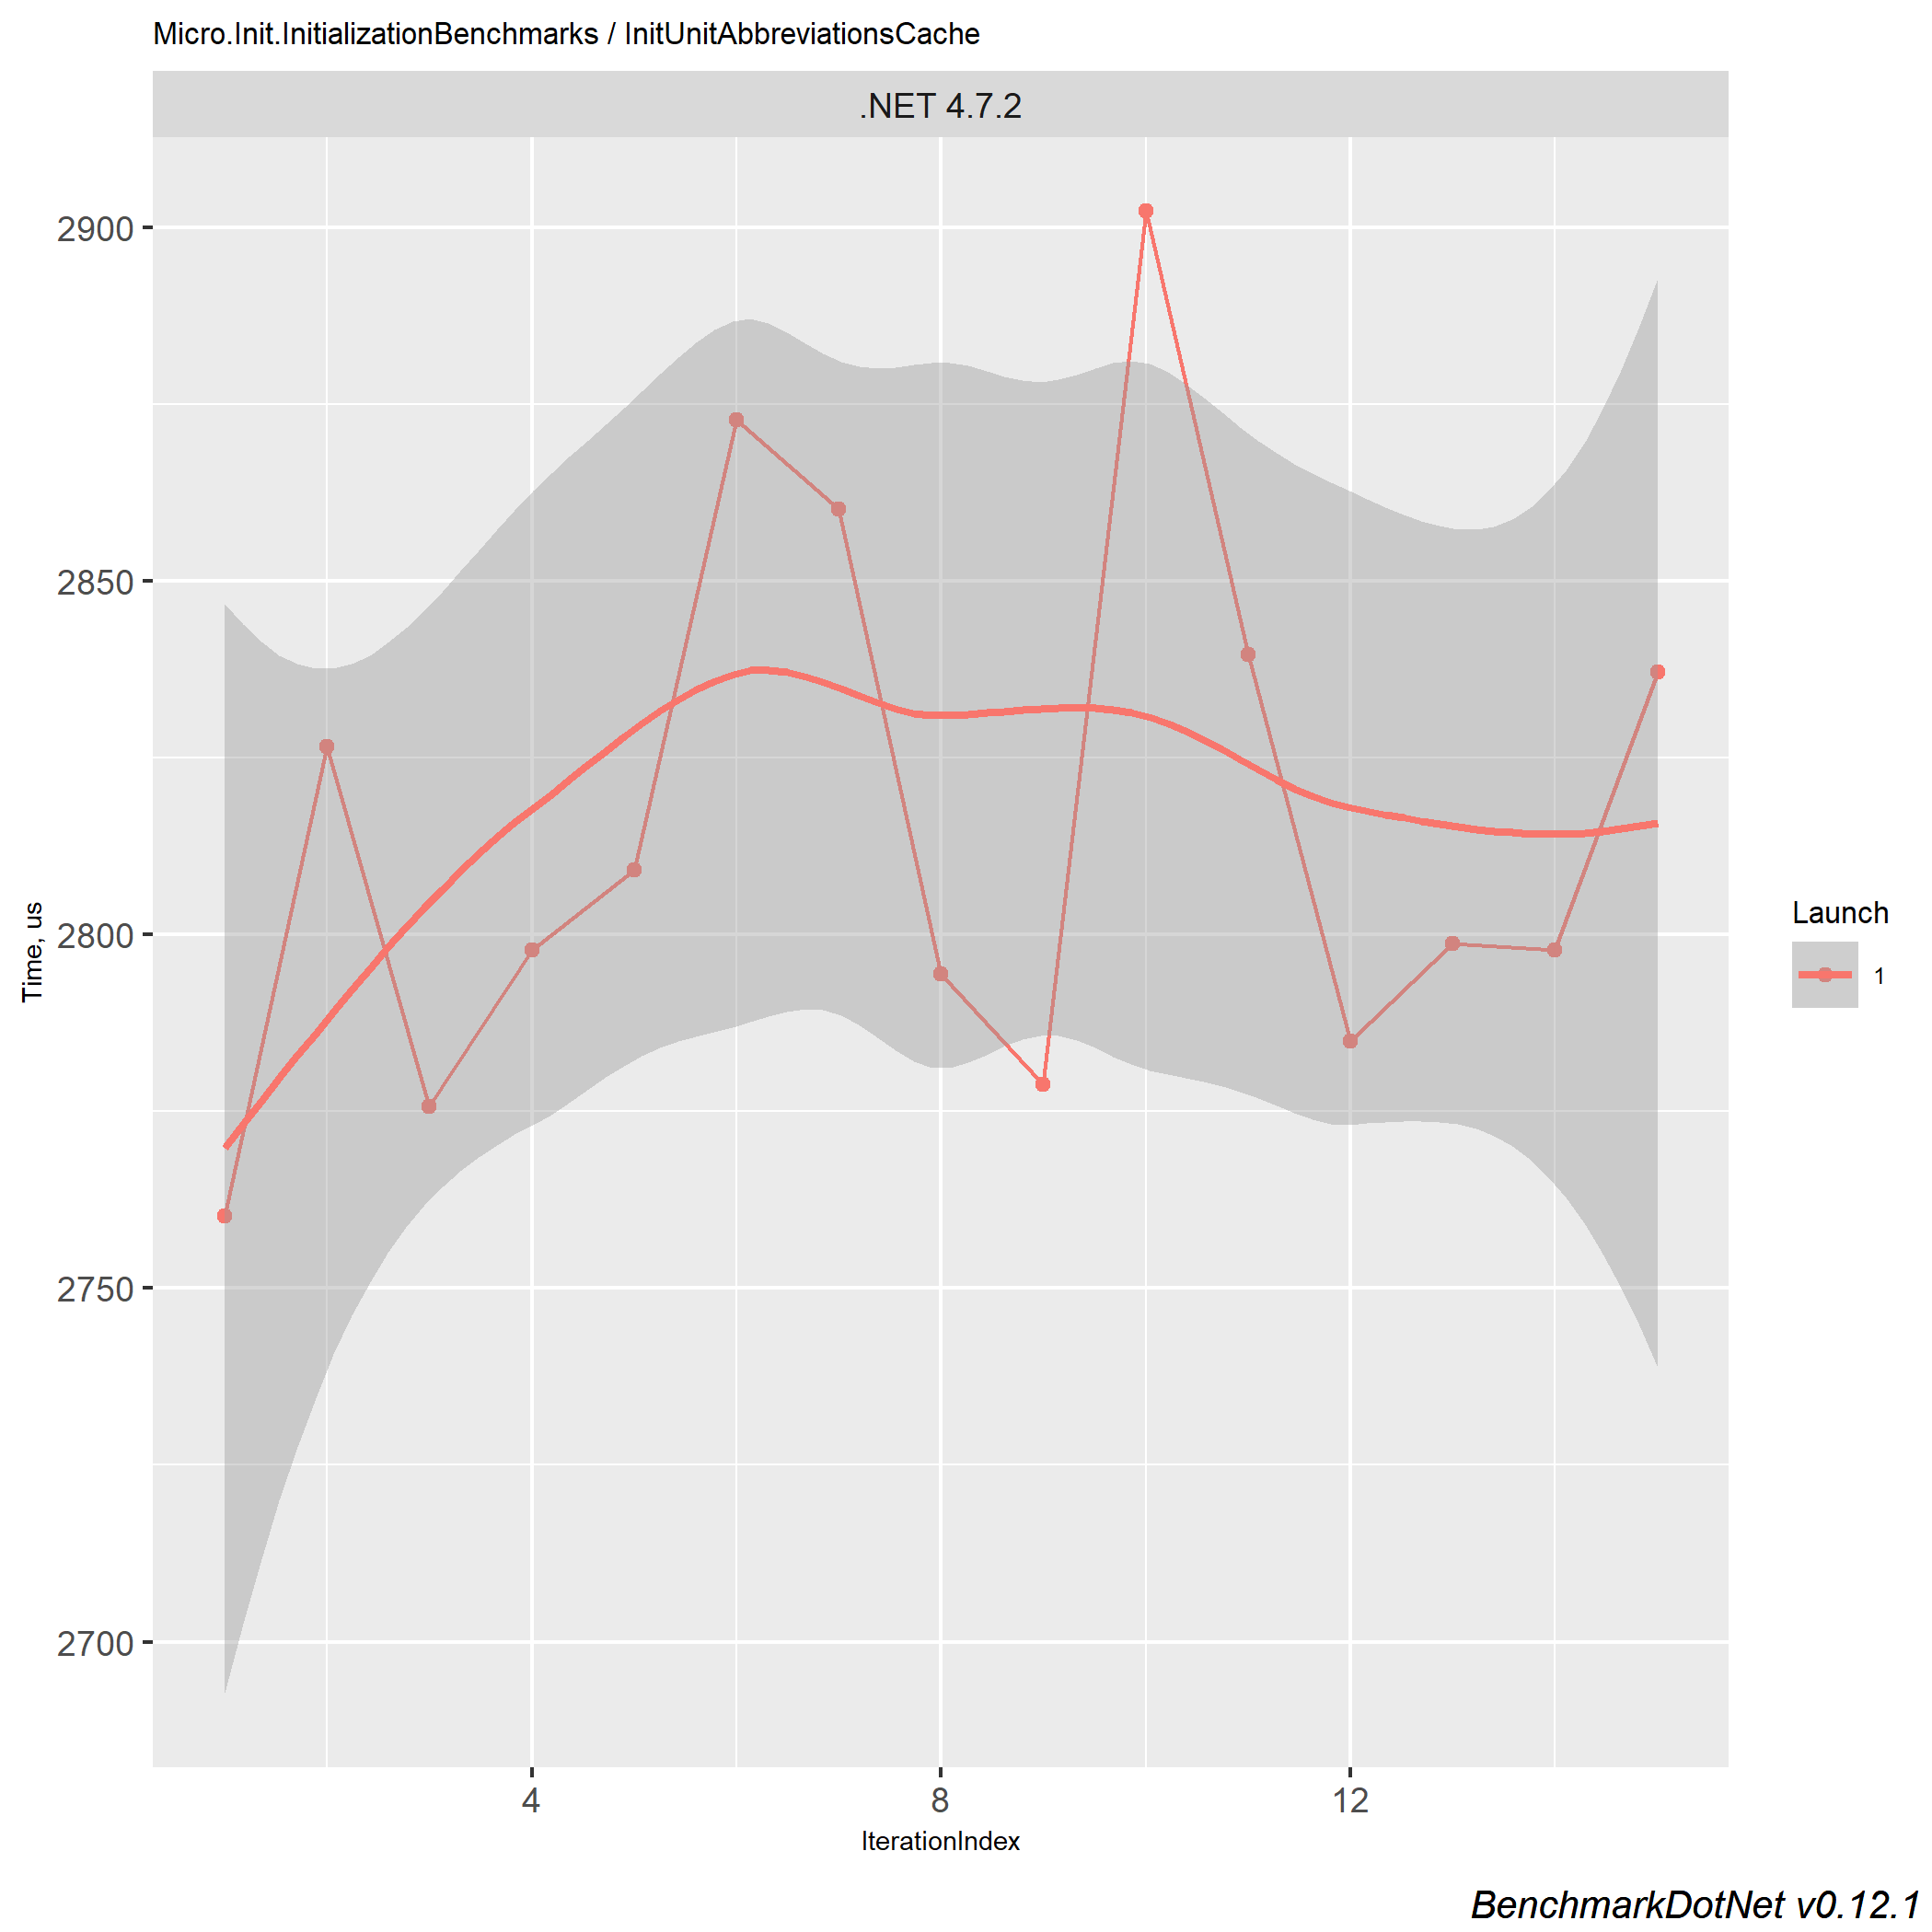 Micro.Init.InitializationBenchmarks / InitUnitAbbreviationsCache
.NET 4.7.2
2900
2850
2800
2750
2700
Time, us
4
8
12
IterationIndex
Launch
1
BenchmarkDotNet v0.12.1